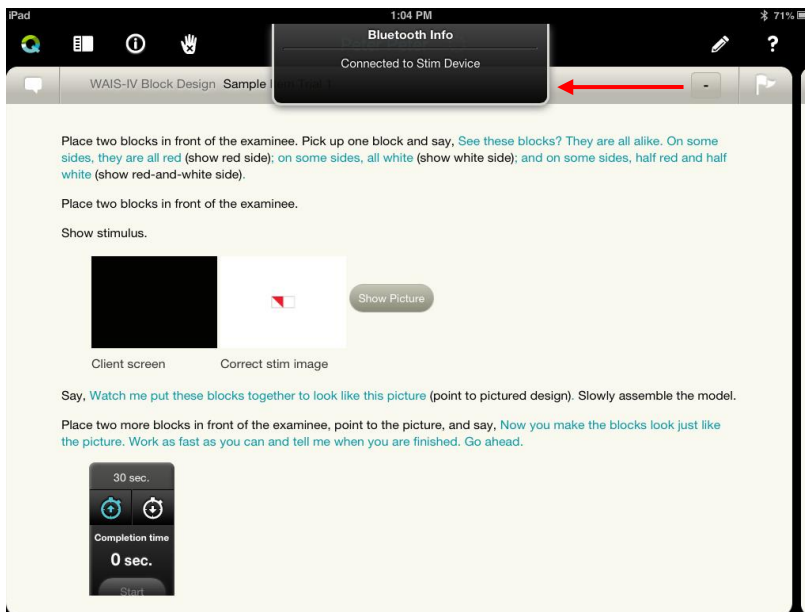 iPad 1:04 PM 71%
Bluetooth Info
Connected to Stim Device
?
WAIS-IV Block Design Sample
-
Place two blocks in front of the examinee. Pick up one block and say, See these blocks? They are all alike. On some
sides, they are all red (show red side); on some sides, all white (show white side); and on some sides, half red and half
white (show red-and-white side).
Place two blocks in front of the examinee.
Show stimulus.
Show Picture
Client screen Correct stim image
Say, Watch me put these blocks together to look like this picture (point to pictured design). Slowly assemble the model.
Place two more blocks in front of the examinee, point to the picture, and say, Now you make the blocks look just like
the picture. Work as fast as you can and tell me when you are finished. Go ahead.
30 sec.
Completion time
0 sec.
Start